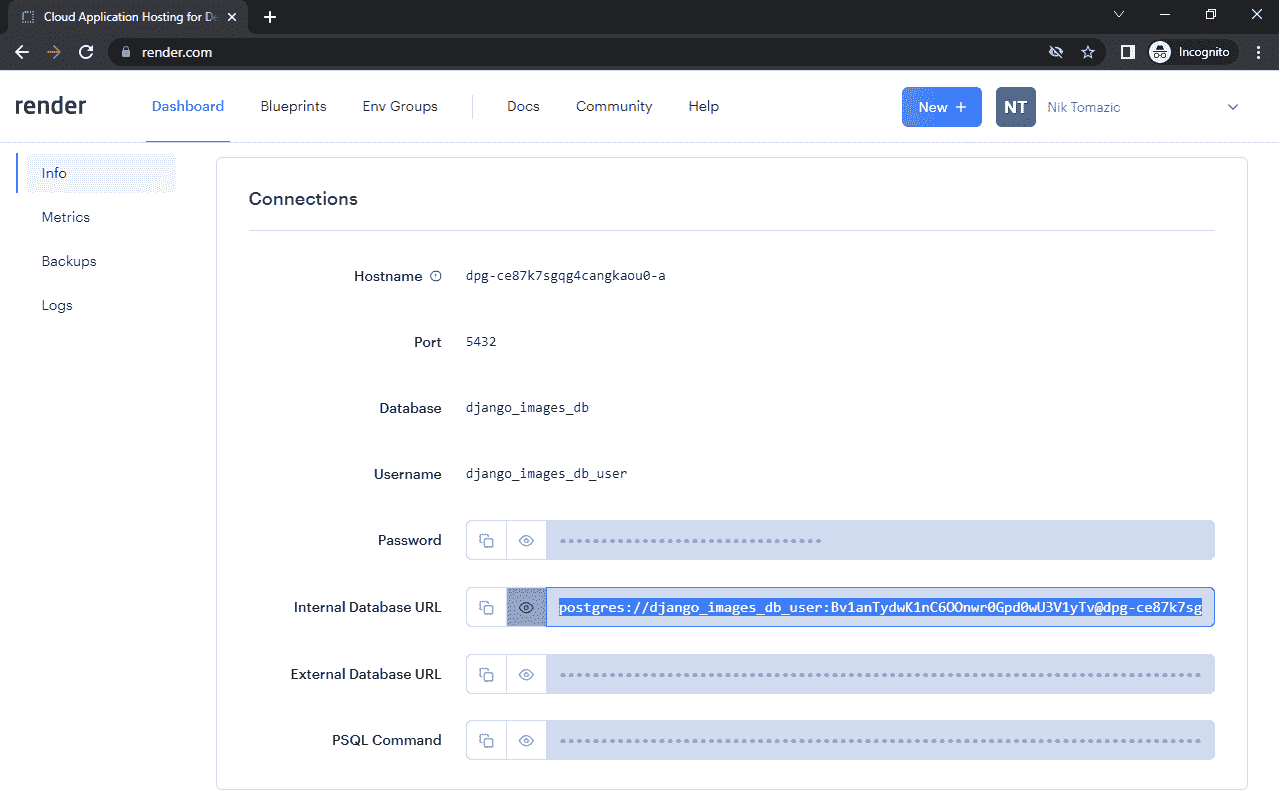 Cloud Application Hosting for De
render.com
Incognito
render
Dashboard
Blueprints
Env Groups
Docs
Community
Help
New +
NT
Nik Tomazic
Info
Metrics
Backups
Logs
Connections
Hostname dpg-ce87k7sgqg4cangkaou0-a
Port 5432
Database django_images_db
Username django_images_db_user
Password ••••••••••••••••••••••••••••••••
Internal Database URL postgres://django_images_db_user:Bv1anTydwK1nC6OOnwr0Gpd0wU3V1yTv@dpg-ce87k7sg
External Database URL
PSQL Command